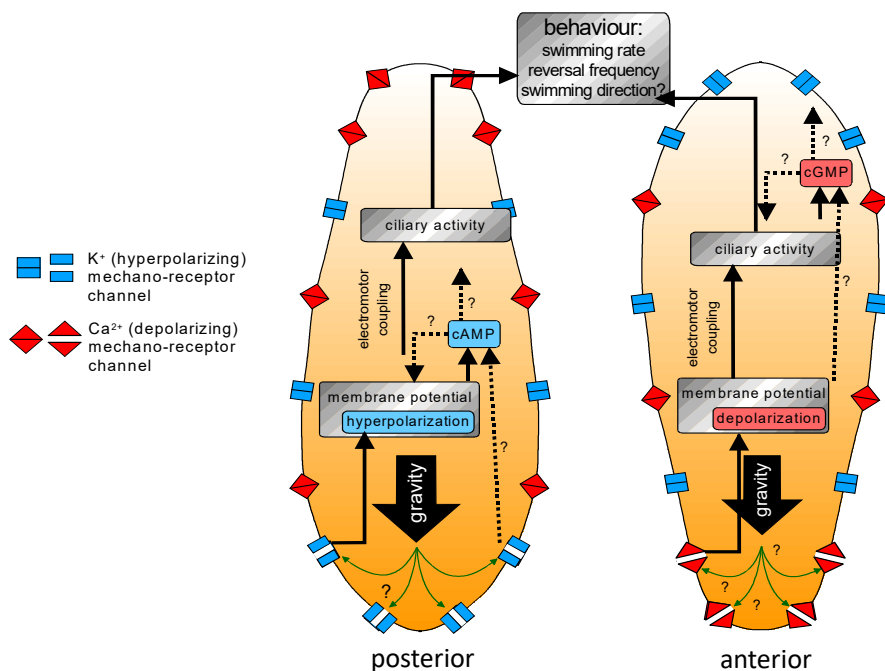 behaviour:
swimming rate
reversal frequency
swimming direction?
K⁺ (hyperpolarizing)
mechano-receptor
channel
Ca²⁺ (depolarizing)
mechano-receptor
channel
ciliary activity
electromotor
coupling
?
?
cAMP
membrane potential
hyperpolarization
?
gravity
?
posterior
?
?
cGMP
ciliary activity
?
electromotor
coupling
membrane potential
depolarization
gravity
?
?
?
anterior